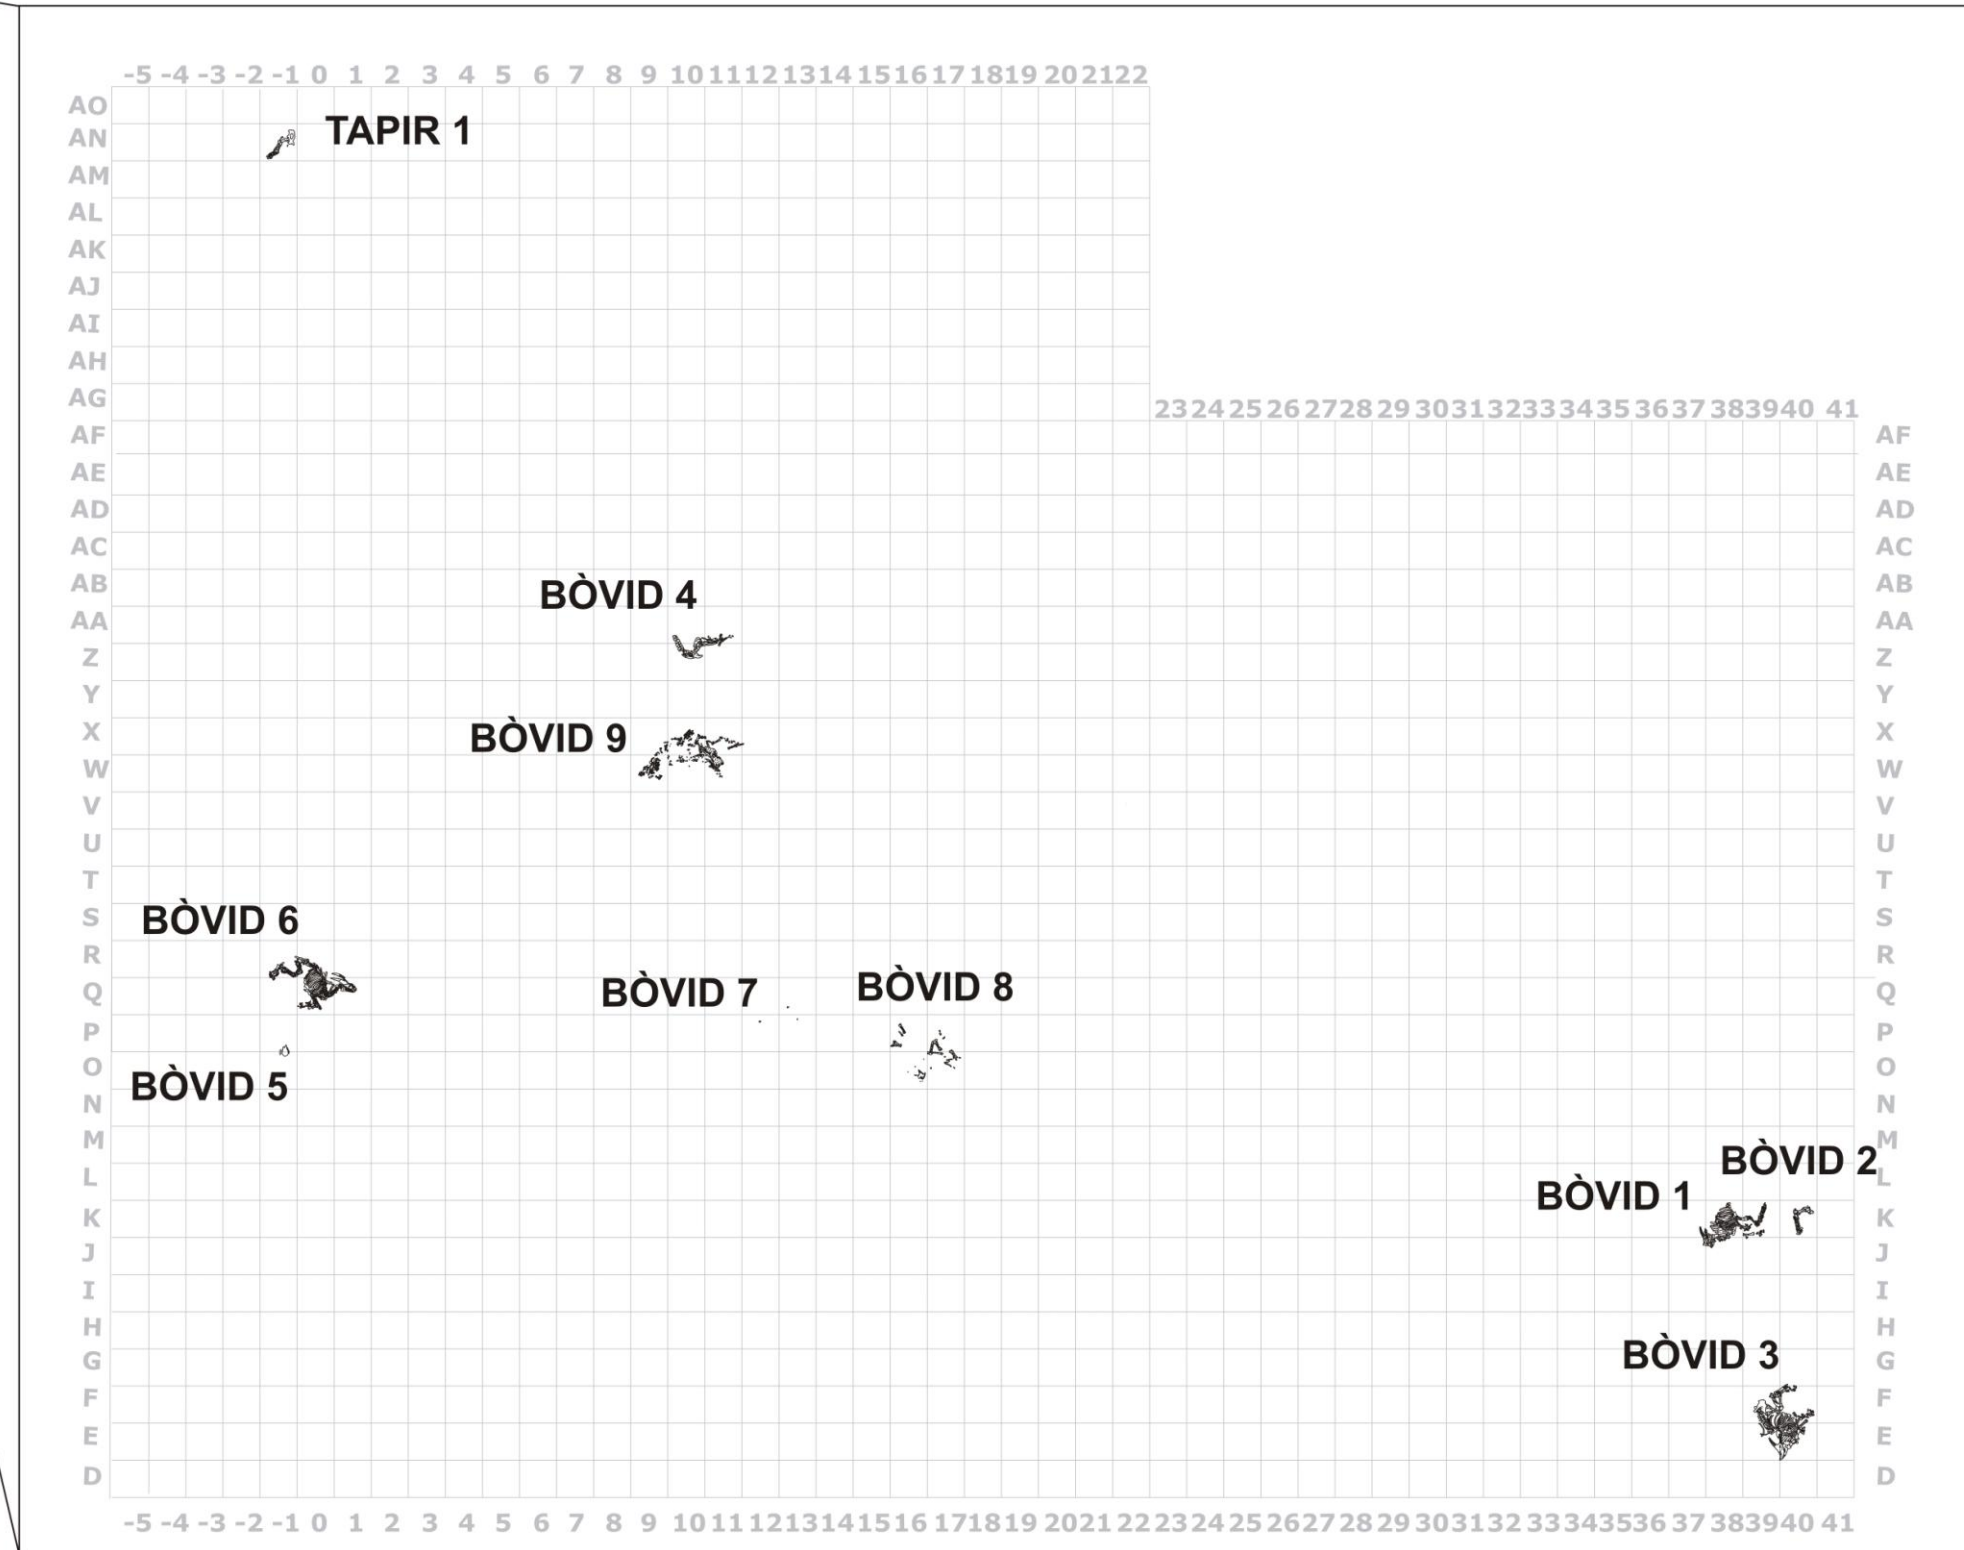 -5 -4 -3 -2 -1 0 1 2 3 4 5 6 7 8 9 10 11 12 13 14 15 16 17 18 19 20 21 22
AO
TAPIR 1
AN
AM
AL
AK
AJ
AI
AH
AG
23 24 25 26 27 28 29 30 31 32 33 34 35 36 37 38 39 40 41
AF AF
AE AE
AD AD
AC AC
AB AB
BÒVID 4
AA AA
Z Z
Y Y
X X
BÒVID 9
W W
V V
U U
T T
S S
BÒVID 6
R R
Q Q
BÒVID 7 BÒVID 8
P P
O O
BÒVID 5
N N
M M
BÒVID 2
L L
BÒVID 1
K K
J J
I I
H H
BÒVID 3
G G
F F
E E
D D
-5 -4 -3 -2 -1 0 1 2 3 4 5 6 7 8 9 10 11 12 13 14 15 16 17 18 19 20 21 22 23 24 25 26 27 28 29 30 31 32 33 34 35 36 37 38 39 40 41